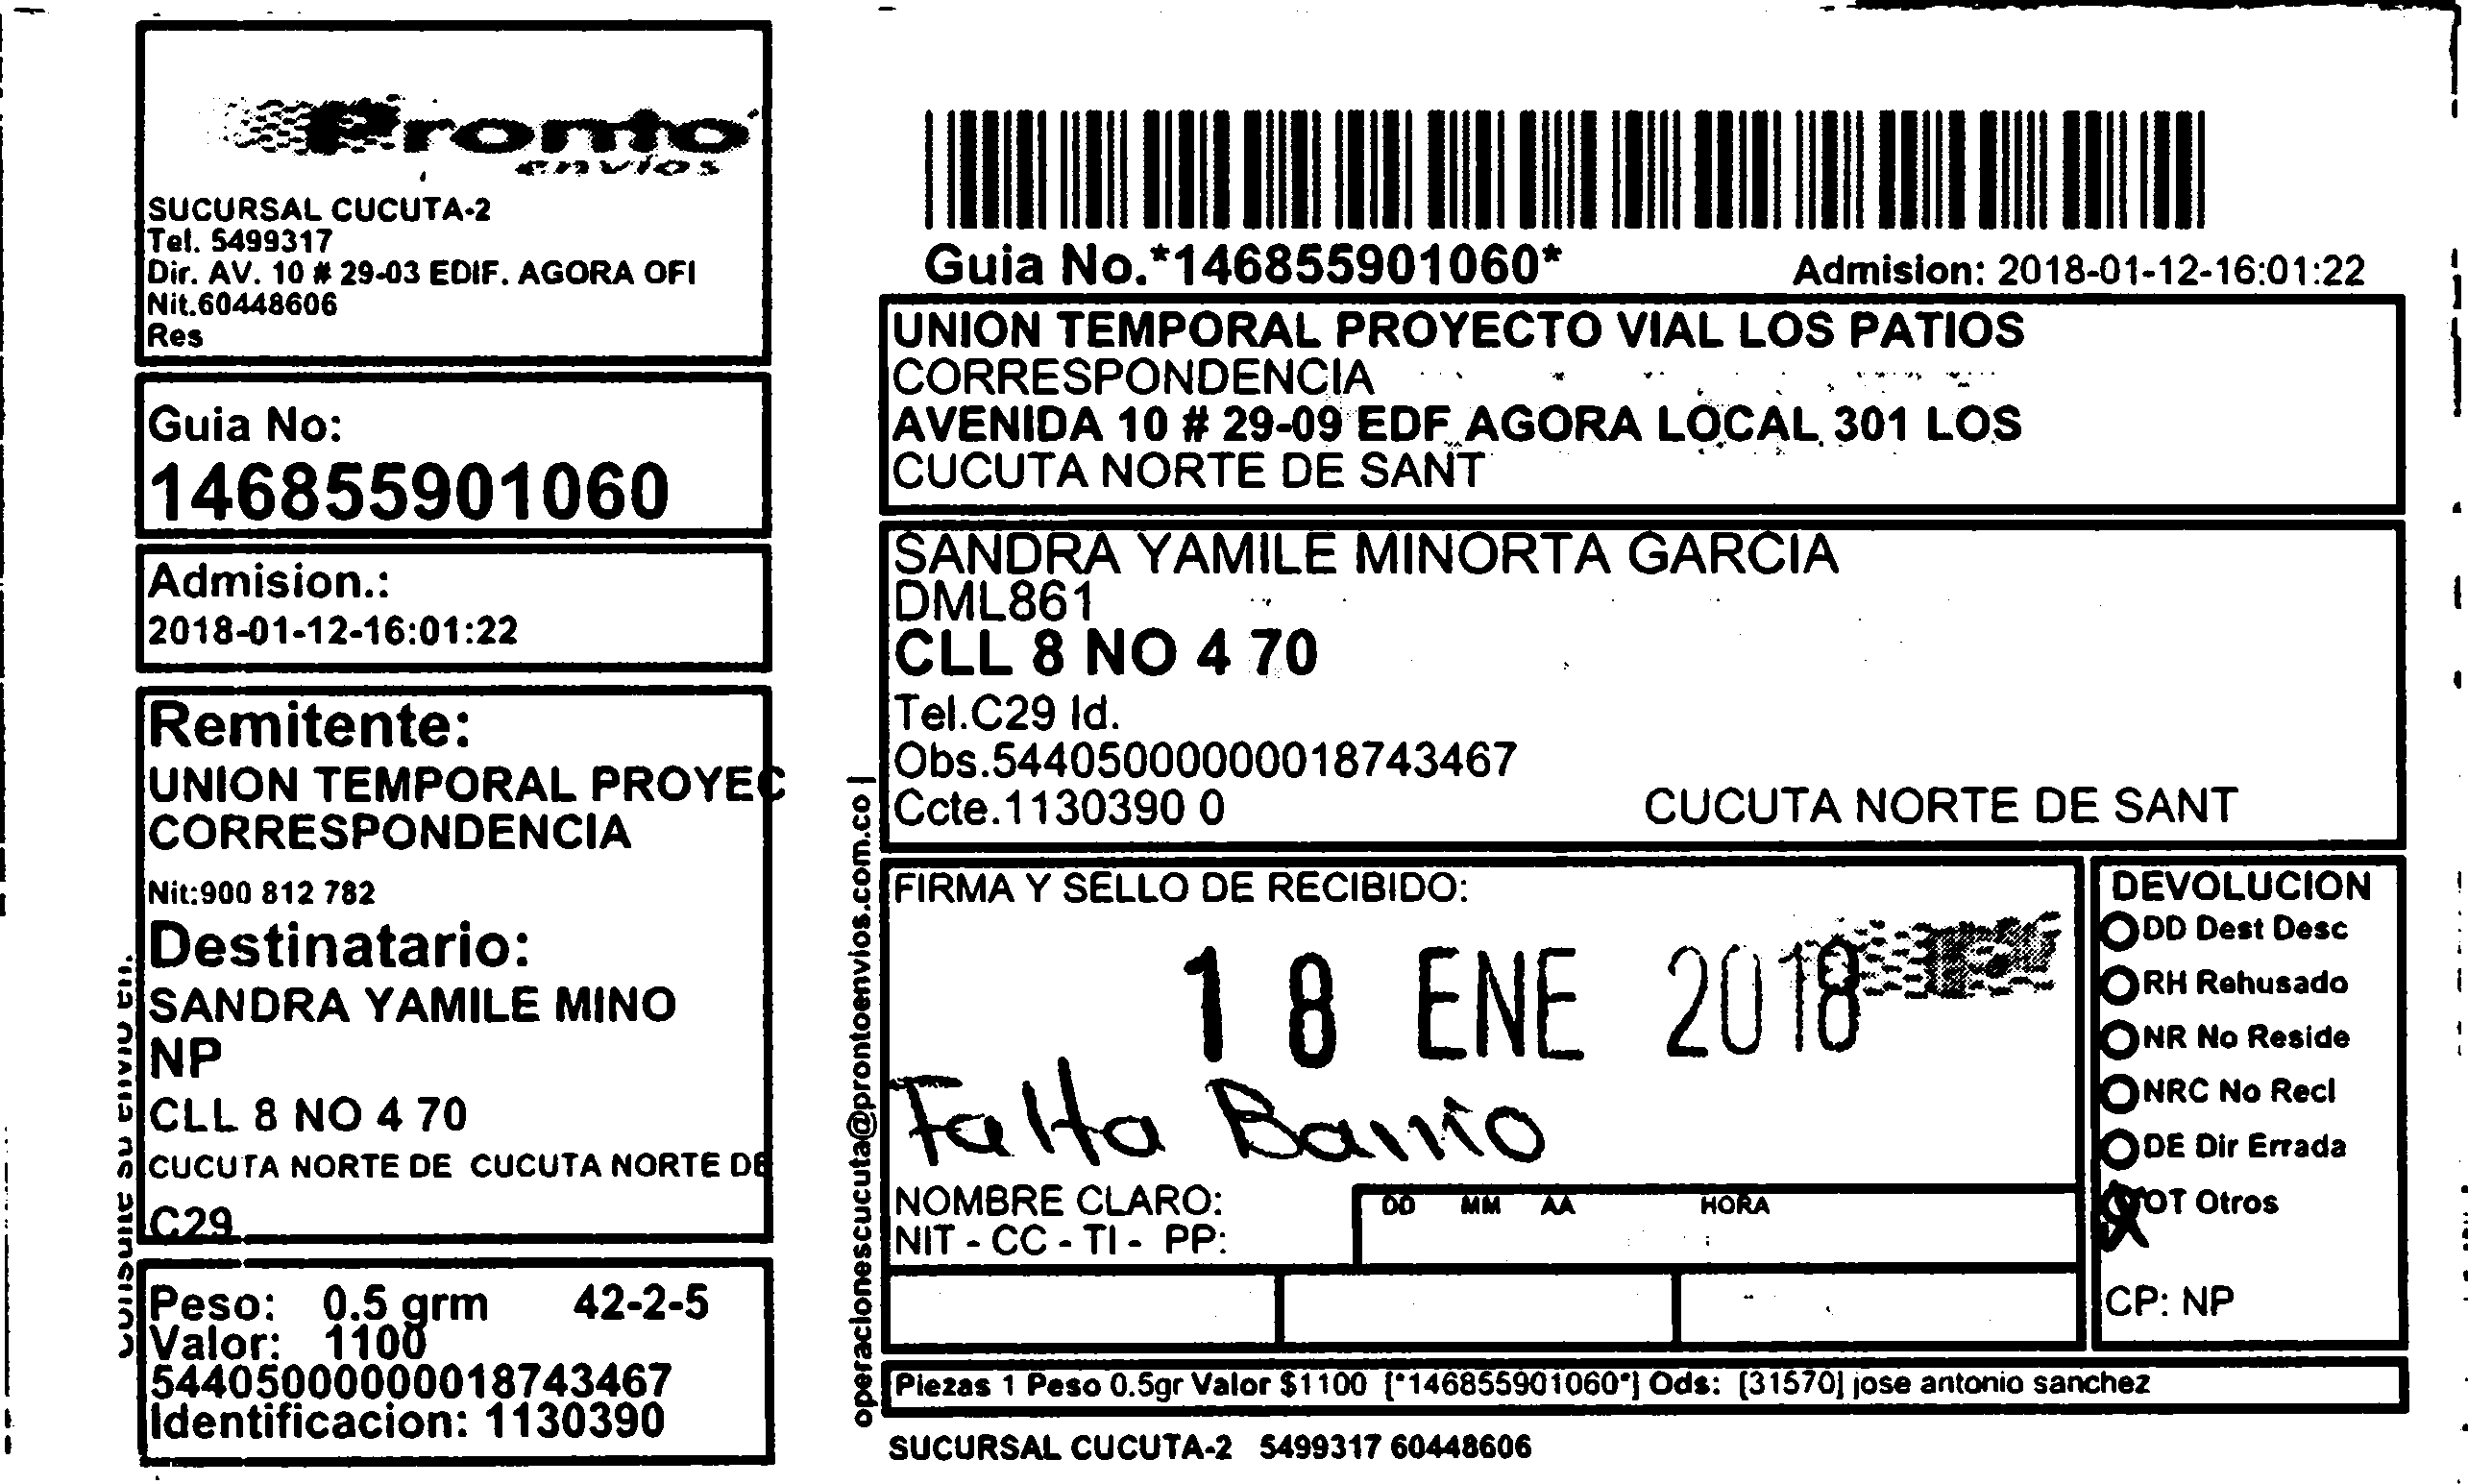 Pronto
envíos
SUCURSAL CUCUTA-2
Tel. 5499317
Dir. AV. 10 # 29-03 EDIF. AGORA OFI
Nit.60448606
Res
Guia No:
146855901060
Admision.:
2018-01-12-16:01:22
Remitente:
UNION TEMPORAL PROYEC
CORRESPONDENCIA
Nit:900 812 782
Destinatario:
SANDRA YAMILE MINO
NP
CLL 8 NO 4 70
CUCUTA NORTE DE CUCUTA NORTE DE
C29
Peso: 0.5 grm 42-2-5
Valor: 1100
544050000000018743467
Identificacion: 1130390
Consulte su envio en:
operacionescucuta@prontoenvios.com.co |
Guia No.*146855901060* Admision: 2018-01-12-16:01:22
UNION TEMPORAL PROYECTO VIAL LOS PATIOS
CORRESPONDENCIA
AVENIDA 10 # 29-09 EDF AGORA LOCAL 301 LOS
CUCUTA NORTE DE SANT
SANDRA YAMILE MINORTA GARCIA
DML861
CLL 8 NO 4 70
Tel.C29 Id.
Obs.544050000000018743467
Ccte.1130390 0 CUCUTA NORTE DE SANT
FIRMA Y SELLO DE RECIBIDO:
18 ENE 2018
Falta Barrio
NOMBRE CLARO:
NIT - CC - TI - PP:
DD MM AA HORA
DEVOLUCION
DD Dest Desc
RH Rehusado
NR No Reside
NRC No Recl
DE Dir Errada
OT Otros
CP: NP
Piezas 1 Peso 0.5gr Valor $1100 [*146855901060*] Ods: [31570] jose antonio sanchez
SUCURSAL CUCUTA-2 5499317 60448606